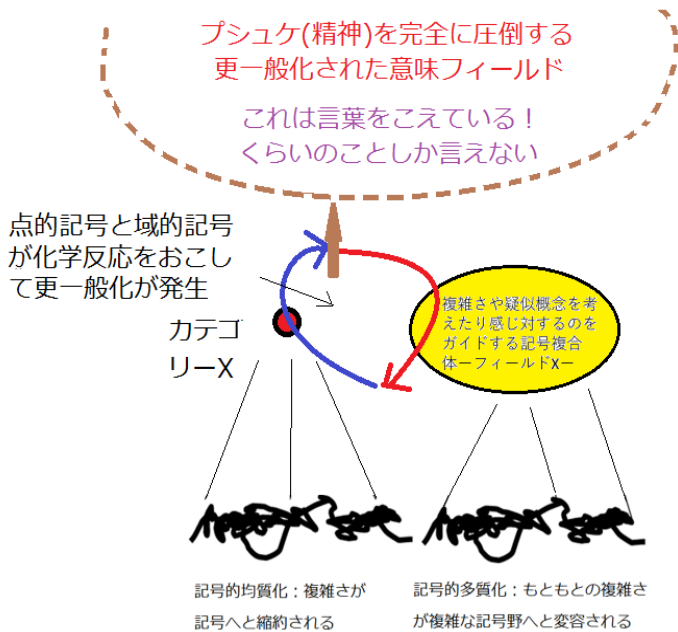 プシュケ(精神)を完全に圧倒する
更一般化された意味フィールド
これは言葉をこえている！
くらいのことしか言えない
点的記号と域的記号
が化学反応をおこし
て更一般化が発生
カテゴ
リーX
複雑さや疑似概念を考
えたり感じ対するのを
ガイドする記号複合
体ーフィールドXー
記号的均質化：複雑さが
記号へと縮約される
記号的多質化：もともとの複雑さ
が複雑な記号野へと変容される